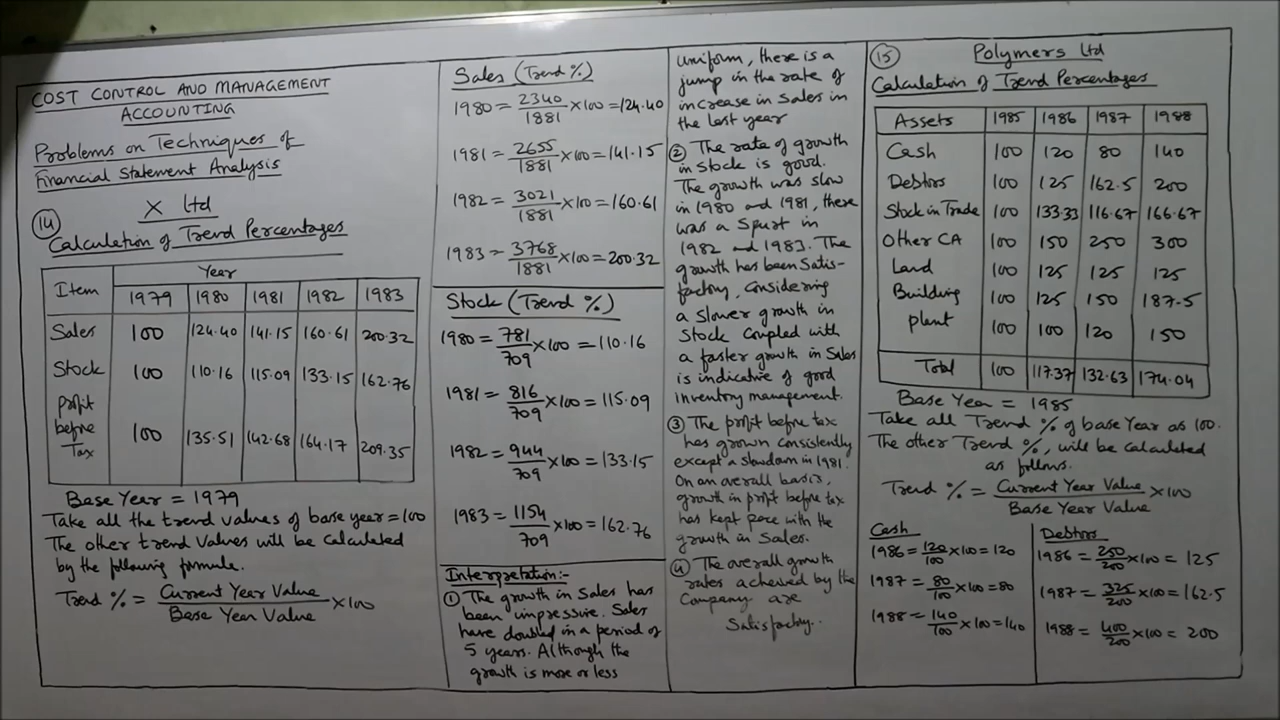 COST CONTROL AND MANAGEMENT
ACCOUNTING
Problems on Techniques of
Financial Statement Analysis
14 X Ltd
Calculation of Trend Percentages
Item Year
1979 1980 1981 1982 1983
Sales 100 124.40 141.15 160.61 200.32
Stock 100 110.16 115.09 133.15 162.76
Profit
before
Tax 100 135.51 142.68 164.17 209.35
Base Year = 1979
Take all the trend values of base year = 100
The other trend values will be calculated
by the following formula.
Trend % = Current Year Value / Base Year Value × 100
Sales (Trend %)
1980 = 2340/1881 × 100 = 124.40
1981 = 2655/1881 × 100 = 141.15
1982 = 3021/1881 × 100 = 160.61
1983 = 3768/1881 × 100 = 200.32
Stock (Trend %)
1980 = 781/709 × 100 = 110.16
1981 = 816/709 × 100 = 115.09
1982 = 944/709 × 100 = 133.15
1983 = 1154/709 × 100 = 162.76
Interpretation:-
1 The growth in Sales has
been impressive. Sales
have doubled in a period of
5 years. Although the
growth is more or less
uniform, there is a
jump in the rate of
increase in Sales in
the last year
2 The rate of growth
in stock is good.
The growth was slow
in 1980 and 1981, there
was a spurt in
1982 and 1983. The
growth has been Satis-
factory, considering
a slower growth in
Stock coupled with
a faster growth in Sales
is indicative of good
inventory management.
3 The profit before tax
has grown consistently
except a slowdown in 1981.
On an overall basis,
growth in profit before tax
has kept pace with the
growth in Sales.
4 The overall growth
rates achieved by the
Company are
Satisfactory.
15 Polymers Ltd
Calculation of Trend Percentages
Assets 1985 1986 1987 1988
Cash 100 120 80 140
Debtors 100 125 162.5 200
Stock in Trade 100 133.33 116.67 166.67
Other CA 100 150 250 300
Land 100 125 125 125
Building 100 125 150 187.5
plant 100 100 120 150
Total 100 117.37 132.63 174.04
Base Year = 1985
Take all Trend % of base Year as 100.
The other Trend %, will be calculated
as follows.
Trend % = Current Year Value / Base Year Value × 100
Cash
1986 = 120/100 × 100 = 120
1987 = 80/100 × 100 = 80
1988 = 140/100 × 100 = 140
Debtors
1986 = 250/200 × 100 = 125
1987 = 325/200 × 100 = 162.5
1988 = 400/200 × 100 = 200